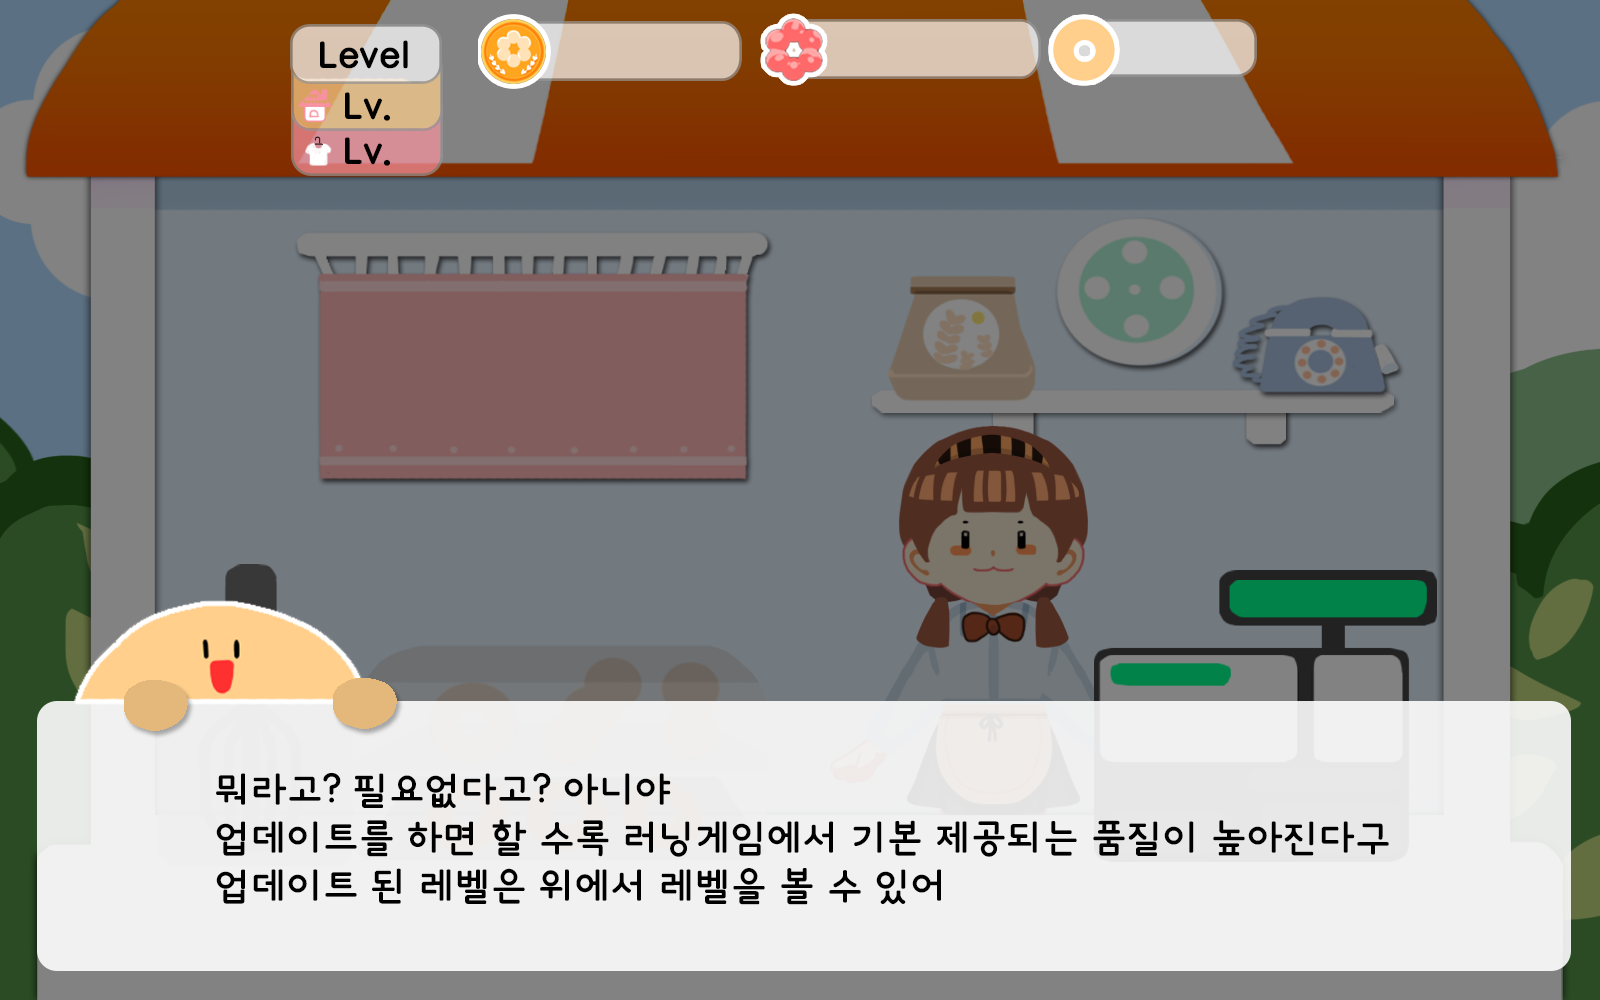 Level
Lv.
Lv.
뭐라고? 필요없다고? 아니야
업데이트를 하면 할 수록 러닝게임에서 기본 제공되는 품질이 높아진다구
업데이트 된 레벨은 위에서 레벨을 볼 수 있어